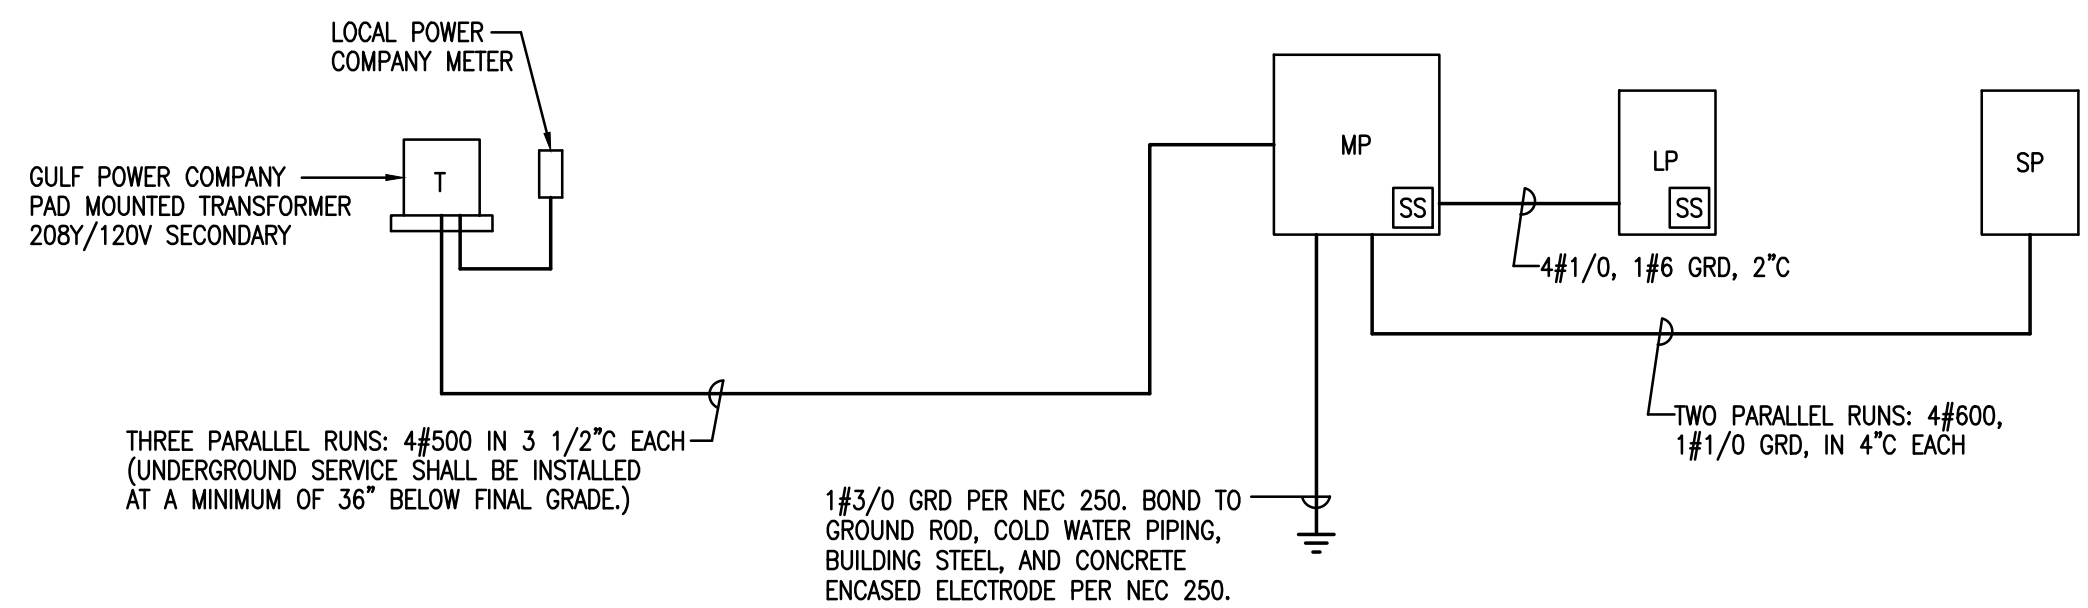 LOCAL POWER
COMPANY METER
GULF POWER COMPANY
PAD MOUNTED TRANSFORMER
208Y/120V SECONDARY
T
MP
SS
LP
SS
SP
4#1/0, 1#6 GRD, 2"C
THREE PARALLEL RUNS: 4#500 IN 3 1/2"C EACH
(UNDERGROUND SERVICE SHALL BE INSTALLED
AT A MINIMUM OF 36" BELOW FINAL GRADE.)
TWO PARALLEL RUNS: 4#600,
1#1/0 GRD, IN 4"C EACH
1#3/0 GRD PER NEC 250. BOND TO
GROUND ROD, COLD WATER PIPING,
BUILDING STEEL, AND CONCRETE
ENCASED ELECTRODE PER NEC 250.